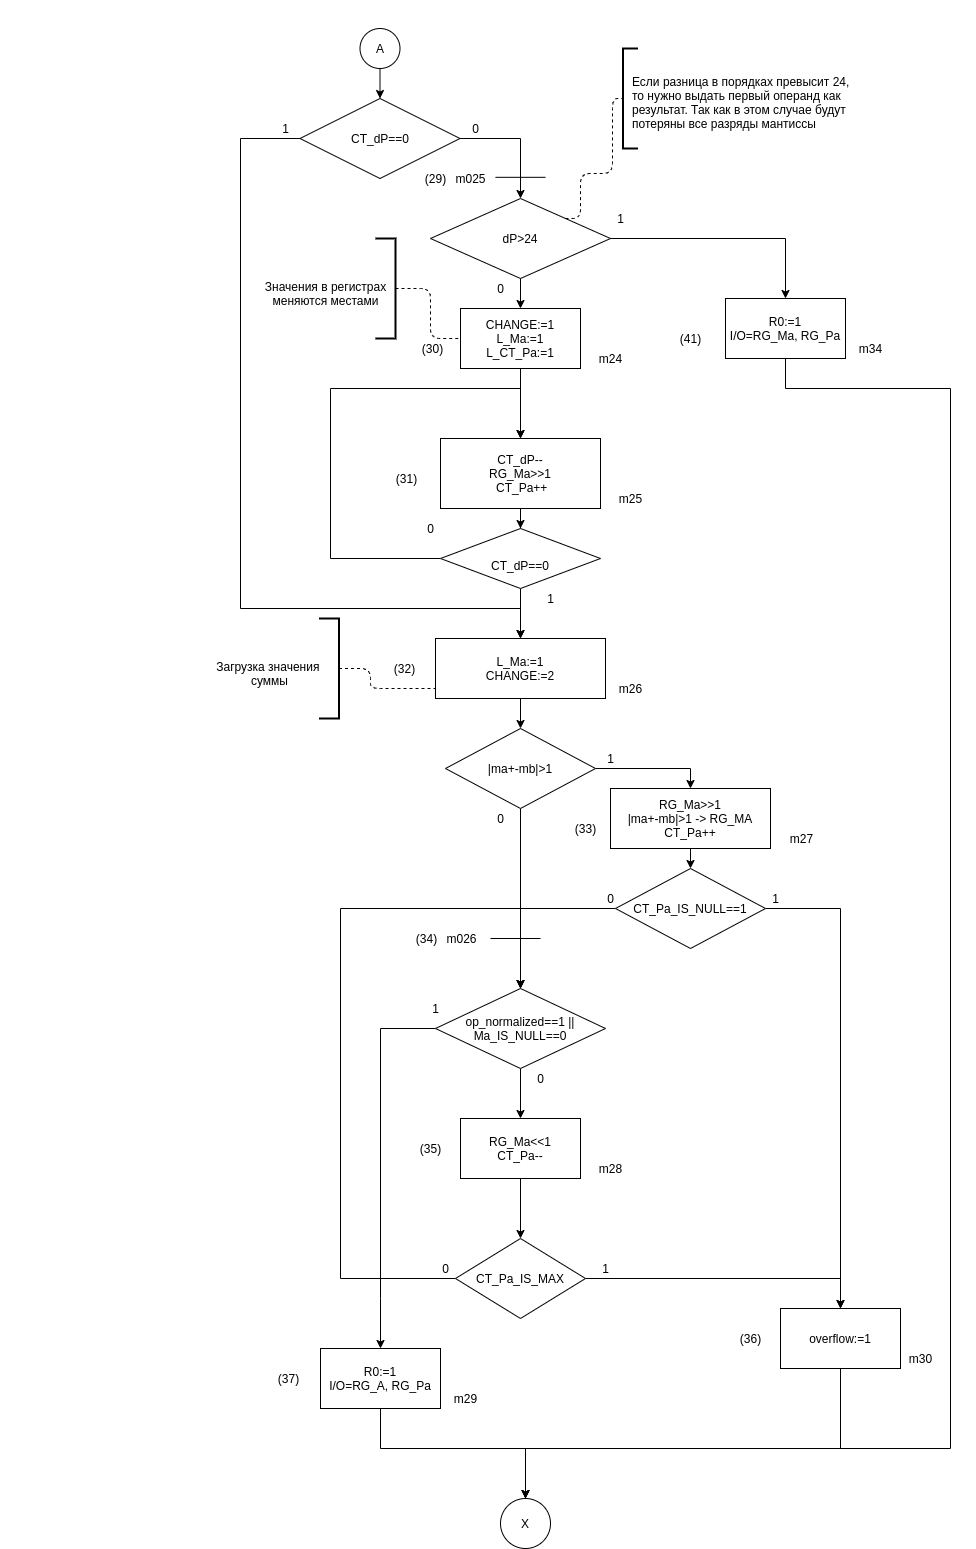 A
Если разница в порядках превысит 24,
то нужно выдать первый операнд как
результат. Так как в этом случае будут
потеряны все разряды мантиссы
1
CT_dP==0
0
(29) m025
dP>24
1
0
Значения в регистрах
меняются местами
(30)
CHANGE:=1
L_Ma:=1
L_CT_Pa:=1
m24
(41)
R0:=1
I/O=RG_Ma, RG_Pa
m34
(31)
CT_dP--
RG_Ma>>1
CT_Pa++
m25
0
CT_dP==0
1
Загрузка значения
суммы
(32)
L_Ma:=1
CHANGE:=2
m26
|ma+-mb|>1
1
0
(33)
RG_Ma>>1
|ma+-mb|>1 -> RG_MA
CT_Pa++
m27
0
CT_Pa_IS_NULL==1
1
(34) m026
1
op_normalized==1 ||
Ma_IS_NULL==0
0
(35)
RG_Ma<<1
CT_Pa--
m28
0
CT_Pa_IS_MAX
1
(36)
overflow:=1
m30
(37)
R0:=1
I/O=RG_A, RG_Pa
m29
X